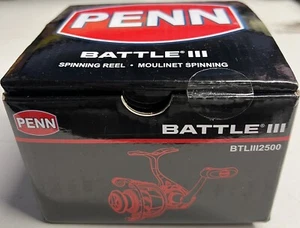 PENN
BATTLE III
SPINNING REEL • MOULINET SPINNING
PENN
BATTLE III
BTLIII2500